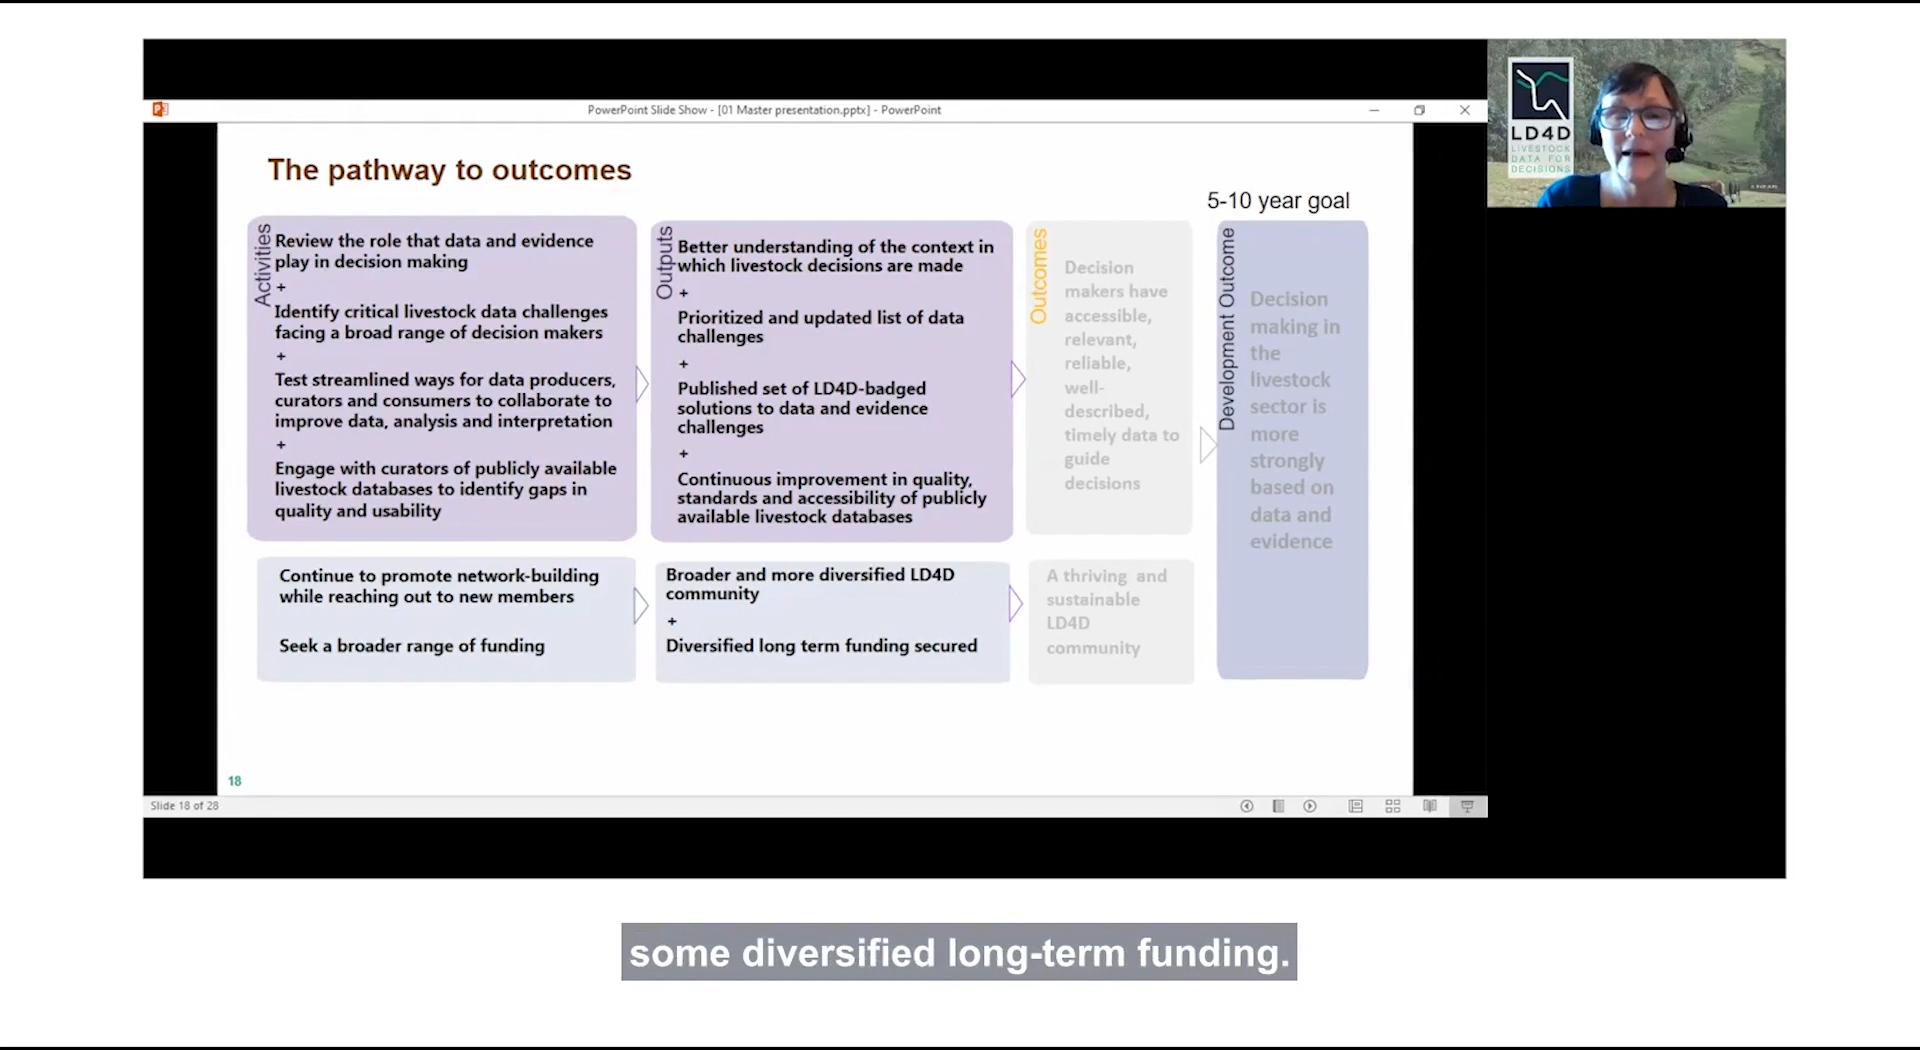 PowerPoint Slide Show - [01 Master presentation.pptx] - PowerPoint
LD4D
LIVESTOCK
DATA FOR
DECISIONS
The pathway to outcomes
5-10 year goal
Activities
Review the role that data and evidence
play in decision making
+
Identify critical livestock data challenges
facing a broad range of decision makers
+
Test streamlined ways for data producers,
curators and consumers to collaborate to
improve data, analysis and interpretation
+
Engage with curators of publicly available
livestock databases to identify gaps in
quality and usability
Outputs
Better understanding of the context in
which livestock decisions are made
+
Prioritized and updated list of data
challenges
+
Published set of LD4D-badged
solutions to data and evidence
challenges
+
Continuous improvement in quality,
standards and accessibility of publicly
available livestock databases
Outcomes
Decision
makers have
accessible,
relevant,
reliable,
well-
described,
timely data to
guide
decisions
Development Outcome
Decision
making in
the
livestock
sector is
more
strongly
based on
data and
evidence
Continue to promote network-building
while reaching out to new members
Seek a broader range of funding
Broader and more diversified LD4D
community
+
Diversified long term funding secured
A thriving and
sustainable
LD4D
community
18
Slide 18 of 28
some diversified long-term funding.